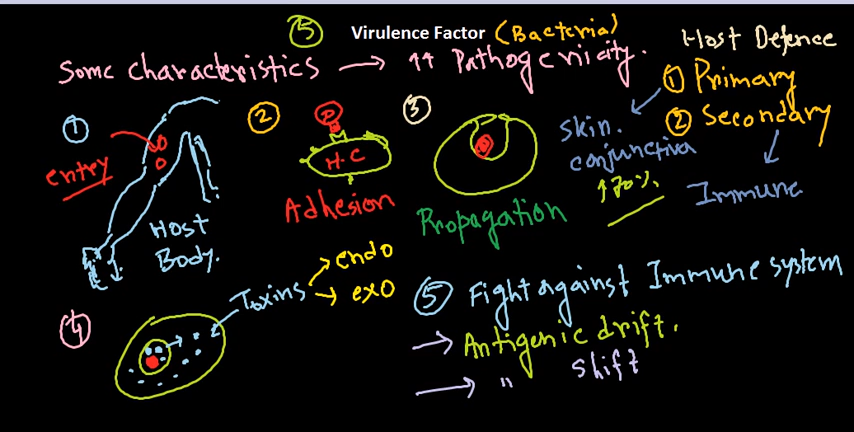 ⑤ Virulence Factor (Bacteria)
Some characteristics → ↑↑ Pathogenicity.
Host Defence
① Primary
② Secondary
Skin.
conjunctiva
↑70%
Immune
①
entry
Host
Body.
②
P
H.C
Adhesion
③
Propagation
④
Toxins
→ endo
→ exo
⑤ Fight against Immune system
→ Antigenic drift.
→ " shift